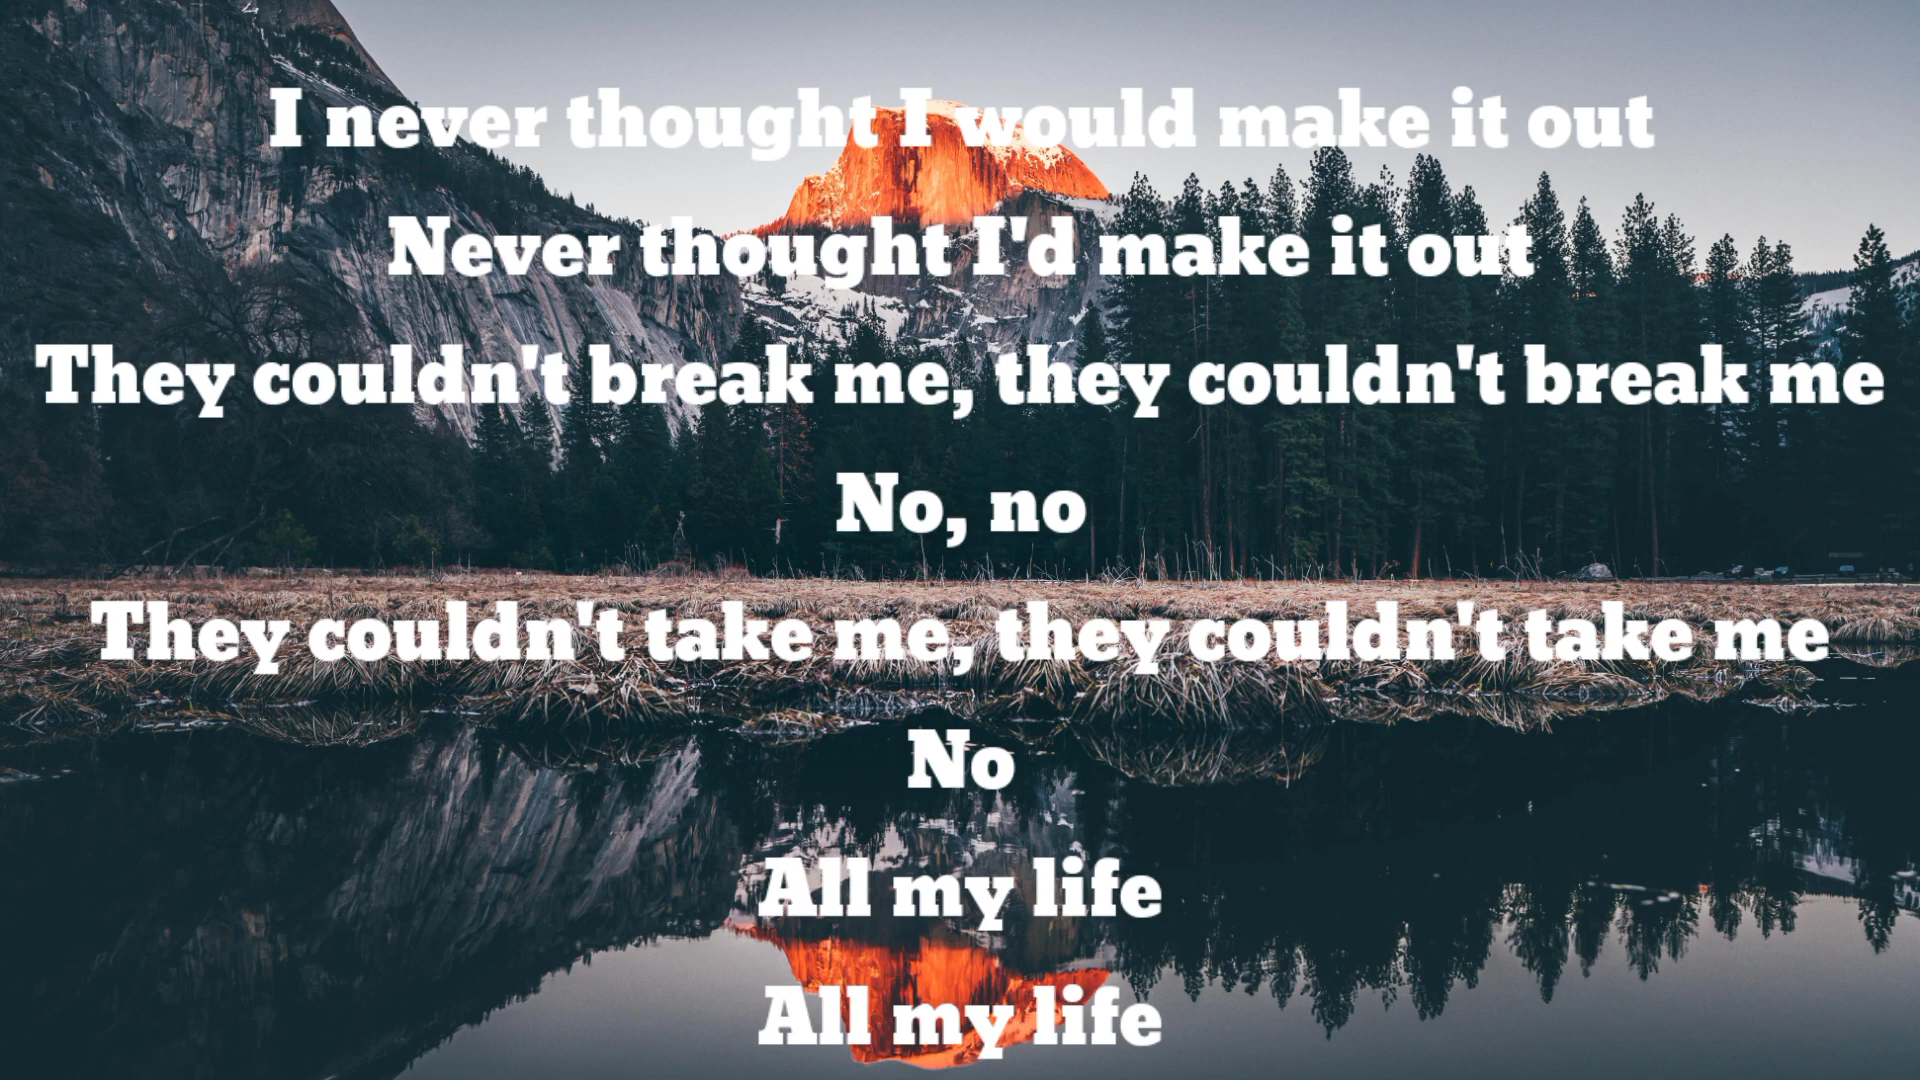 I never thought I would make it out
Never thought I'd make it out
They couldn't break me, they couldn't break me
No, no
They couldn't take me, they couldn't take me
No
All my life
All my life